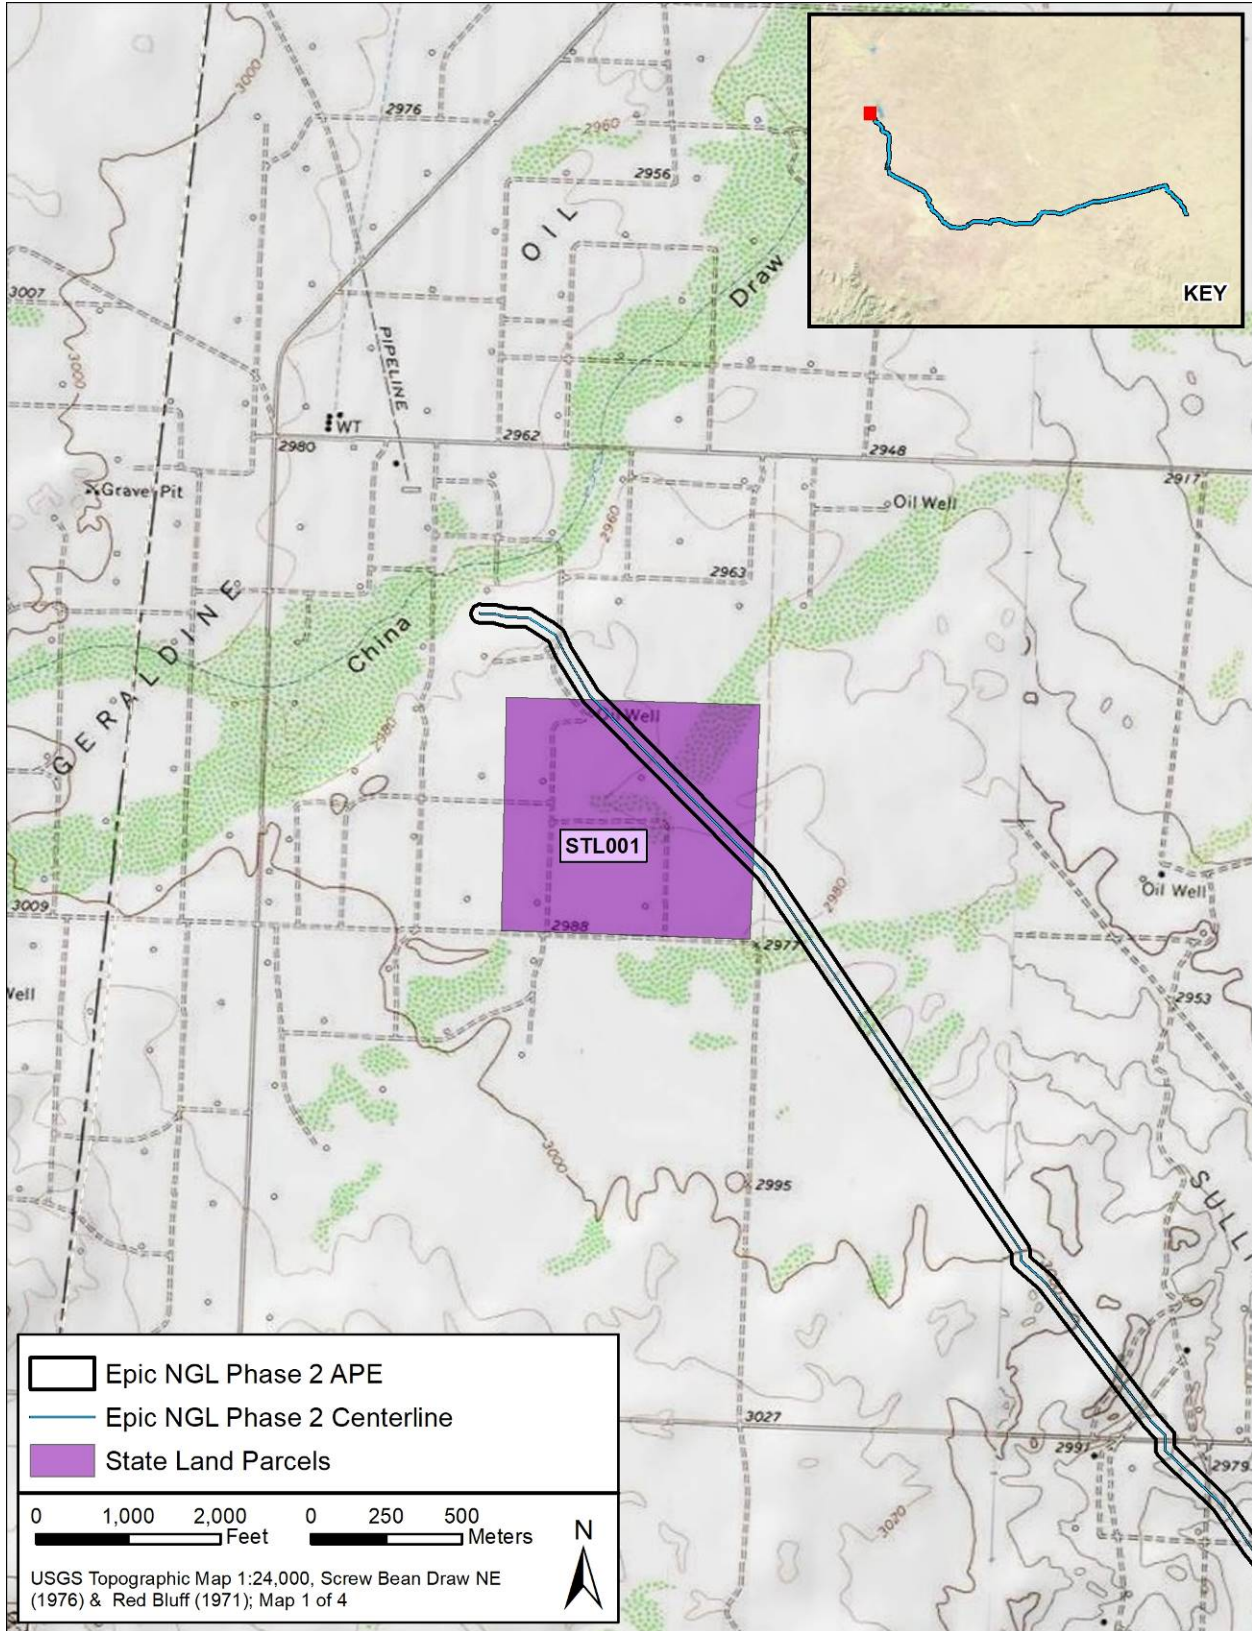 3000
2976
2960
2956
OIL
Draw
KEY
3007
3000
PIPELINE
WT
2980
2962
2948
2917
Gravel Pit
Oil Well
2960
2963
GERALDINE
China
2980
Oil Well
STL001
2980
Oil Well
3009
2988
2977
Well
2953
3000
2995
SULLI
3027
2991
2979
3020
Epic NGL Phase 2 APE
Epic NGL Phase 2 Centerline
State Land Parcels
0 1,000 2,000 Feet
0 250 500 Meters
N
USGS Topographic Map 1:24,000, Screw Bean Draw NE
(1976) & Red Bluff (1971); Map 1 of 4